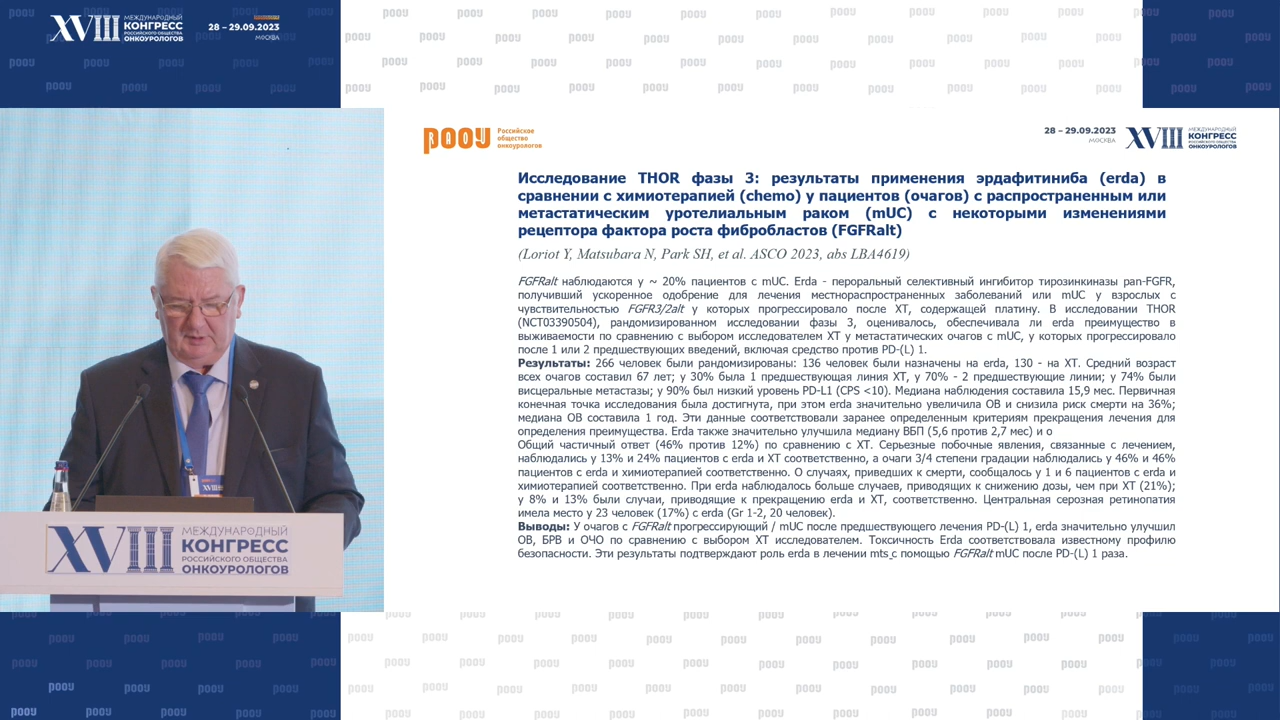 XVIII МЕЖДУНАРОДНЫЙ
КОНГРЕСС
РОССИЙСКОГО ОБЩЕСТВА
ОНКОУРОЛОГОВ
28 – 29.09.2023
МОСКВА
РООУ
Российское
общество
онкоурологов
28 – 29.09.2023
МОСКВА
XVIII МЕЖДУНАРОДНЫЙ
КОНГРЕСС
РОССИЙСКОГО ОБЩЕСТВА
ОНКОУРОЛОГОВ
Исследование THOR фазы 3: результаты применения эрдафитиниба (erda) в
сравнении с химиотерапией (chemo) у пациентов (очагов) с распространенным или
метастатическим уротелиальным раком (mUC) с некоторыми изменениями
рецептора фактора роста фибробластов (FGFRalt)
(Loriot Y, Matsubara N, Park SH, et al. ASCO 2023, abs LBA4619)
FGFRalt наблюдаются у ~ 20% пациентов с mUC. Erda - пероральный селективный ингибитор тирозинкиназы pan-FGFR,
получивший ускоренное одобрение для лечения местнораспространенных заболеваний или mUC у взрослых с
чувствительностью FGFR3/2alt у которых прогрессировало после ХТ, содержащей платину. В исследовании THOR
(NCT03390504), рандомизированном исследовании фазы 3, оценивалось, обеспечивала ли erda преимущество в
выживаемости по сравнению с выбором исследователем ХТ у метастатических очагов с mUC, у которых прогрессировало
после 1 или 2 предшествующих введений, включая средство против PD-(L) 1.
Результаты: 266 человек были рандомизированы: 136 человек были назначены на erda, 130 - на ХТ. Средний возраст
всех очагов составил 67 лет; у 30% была 1 предшествующая линия ХТ, у 70% - 2 предшествующие линии; у 74% были
висцеральные метастазы; у 90% был низкий уровень PD-L1 (CPS <10). Медиана наблюдения составила 15,9 мес. Первичная
конечная точка исследования была достигнута, при этом erda значительно увеличила ОВ и снизила риск смерти на 36%;
медиана ОВ составила 1 год. Эти данные соответствовали заранее определенным критериям прекращения лечения для
определения преимущества. Erda также значительно улучшила медиану ВБП (5,6 против 2,7 мес) и о
Общий частичный ответ (46% против 12%) по сравнению с ХТ. Серьезные побочные явления, связанные с лечением,
наблюдались у 13% и 24% пациентов с erda и ХТ соответственно, а очаги 3/4 степени градации наблюдались у 46% и 46%
пациентов с erda и химиотерапией соответственно. О случаях, приведших к смерти, сообщалось у 1 и 6 пациентов с erda и
химиотерапией соответственно. При erda наблюдалось больше случаев, приводящих к снижению дозы, чем при ХТ (21%);
у 8% и 13% были случаи, приводящие к прекращению erda и ХТ, соответственно. Центральная серозная ретинопатия
имела место у 23 человек (17%) с erda (Gr 1-2, 20 человек).
Выводы: У очагов с FGFRalt прогрессирующий / mUC после предшествующего лечения PD-(L) 1, erda значительно улучшил
ОВ, БРВ и ОЧО по сравнению с выбором ХТ исследователем. Токсичность Erda соответствовала известному профилю
безопасности. Эти результаты подтверждают роль erda в лечении mts_с помощью FGFRalt mUC после PD-(L) 1 раза.
XVIII МЕЖДУНАРОДНЫЙ
КОНГРЕСС
РОССИЙСКОГО ОБЩЕСТВА
ОНКОУРОЛОГОВ